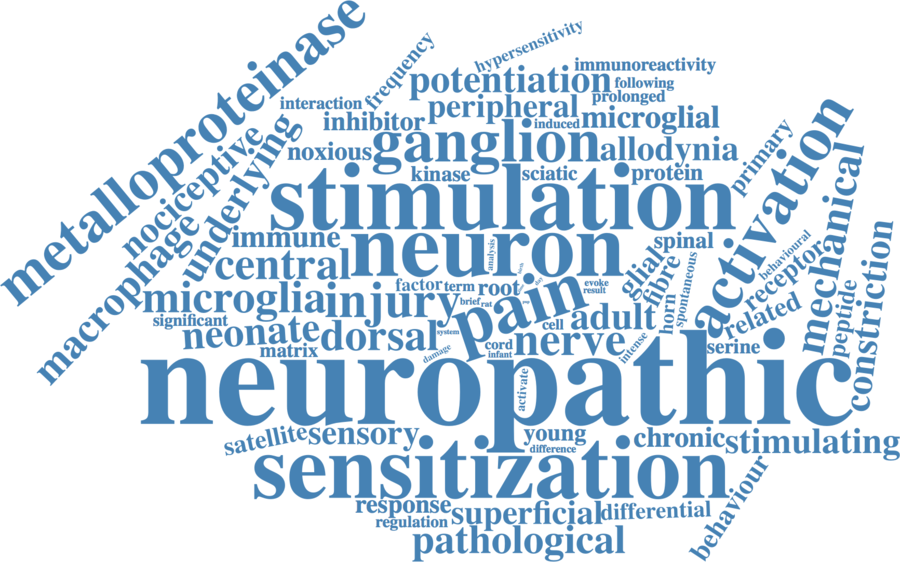 metalloproteinase
frequency
hypersensitivity
potentiation
immunoreactivity
following
prolonged
interaction
peripheral
inhibitor
induced
microglial
nociceptive
underlying
noxious
ganglion
allodynia
primary
activation
kinase
sciatic
protein
stimulation
macrophage
immune
neuron
analysis
glial
spinal
behavioural
mechanical
central
factor
term
root
evoke
result
fibre
spontaneous
receptor
constriction
microglia
injury
brief
rat
pain
horn
related
peptide
significant
neonate
dorsal
system
cell
adult
matrix
damage
cord
infant
nerve
intense
serine
neuropathic
activate
satellite
sensory
young
difference
chronic
stimulating
sensitization
behaviour
response
regulation
superficial
differential
pathological